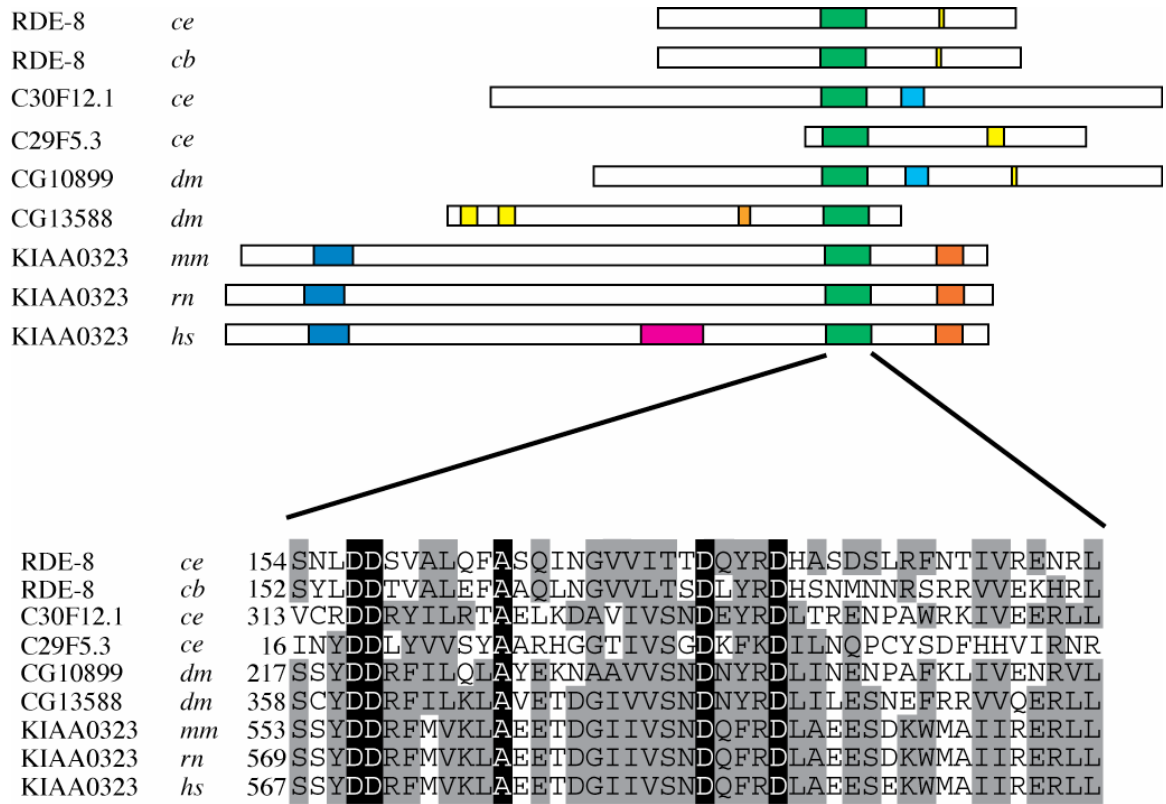 RDE-8 ce
RDE-8 cb
C30F12.1 ce
C29F5.3 ce
CG10899 dm
CG13588 dm
KIAA0323 mm
KIAA0323 rn
KIAA0323 hs
RDE-8 ce 154 SNLDDSVALQFASQINGVVITTDQYRDHASDSLRFNTIVRENRL
RDE-8 cb 152 SYLDDTVALEFAAQLNGVVLTSDLYRDHSNMNNRSRRVVEKHRL
C30F12.1 ce 313 VCRDDRYILRTAELKDAVIVSNDEYRDLTRENPAWRKIVEERLL
C29F5.3 ce 16 INYDDLYVVSYAARHGGTIVSGDKFKDILNQPCYSDFHHVIRNR
CG10899 dm 217 SSYDDRFILQLAYEKNAAVVSNDNYRDLINENPAFKLIVENRVL
CG13588 dm 358 SCYDDRFILKLAVETDGIVVSNDNYRDLILESNEFRRVVQERLL
KIAA0323 mm 553 SSYDDRFMVKLAEETDGIIVSNDQFRDLAEESDKWMAIIRERLL
KIAA0323 rn 569 SSYDDRFMVKLAEETDGIIVSNDQFRDLAEESDKWMAIIRERLL
KIAA0323 hs 567 SSYDDRFMVKLAEETDGIIVSNDQFRDLAEESEKWMAIIRERLL